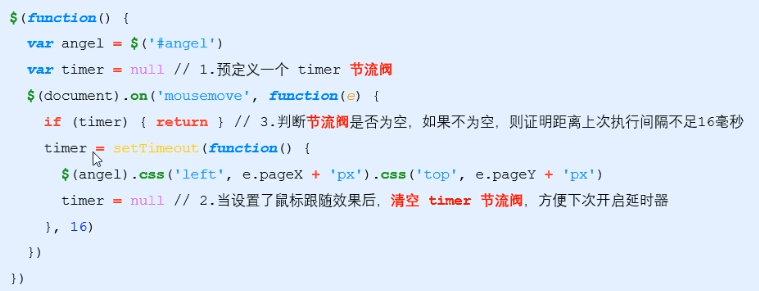 $(function() {
var angel = $('#angel')
var timer = null // 1.预定义一个 timer 节流阀
$(document).on('mousemove', function(e) {
if (timer) { return } // 3.判断节流阀是否为空，如果不为空，则证明距离上次执行间隔不足16毫秒
timer = setTimeout(function() {
$(angel).css('left', e.pageX + 'px').css('top', e.pageY + 'px')
timer = null // 2.当设置了鼠标跟随效果后，清空 timer 节流阀，方便下次开启延时器
}, 16)
})
})